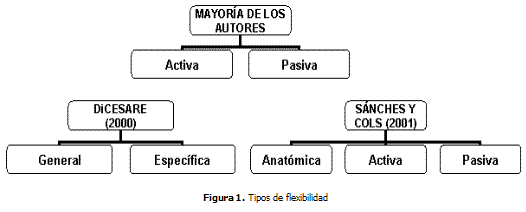 MAYORÍA DE LOS
AUTORES
Activa
Pasiva
DiCESARE
(2000)
SÁNCHES Y
COLS (2001)
General
Específica
Anatómica
Activa
Pasiva
Figura 1. Tipos de flexibilidad